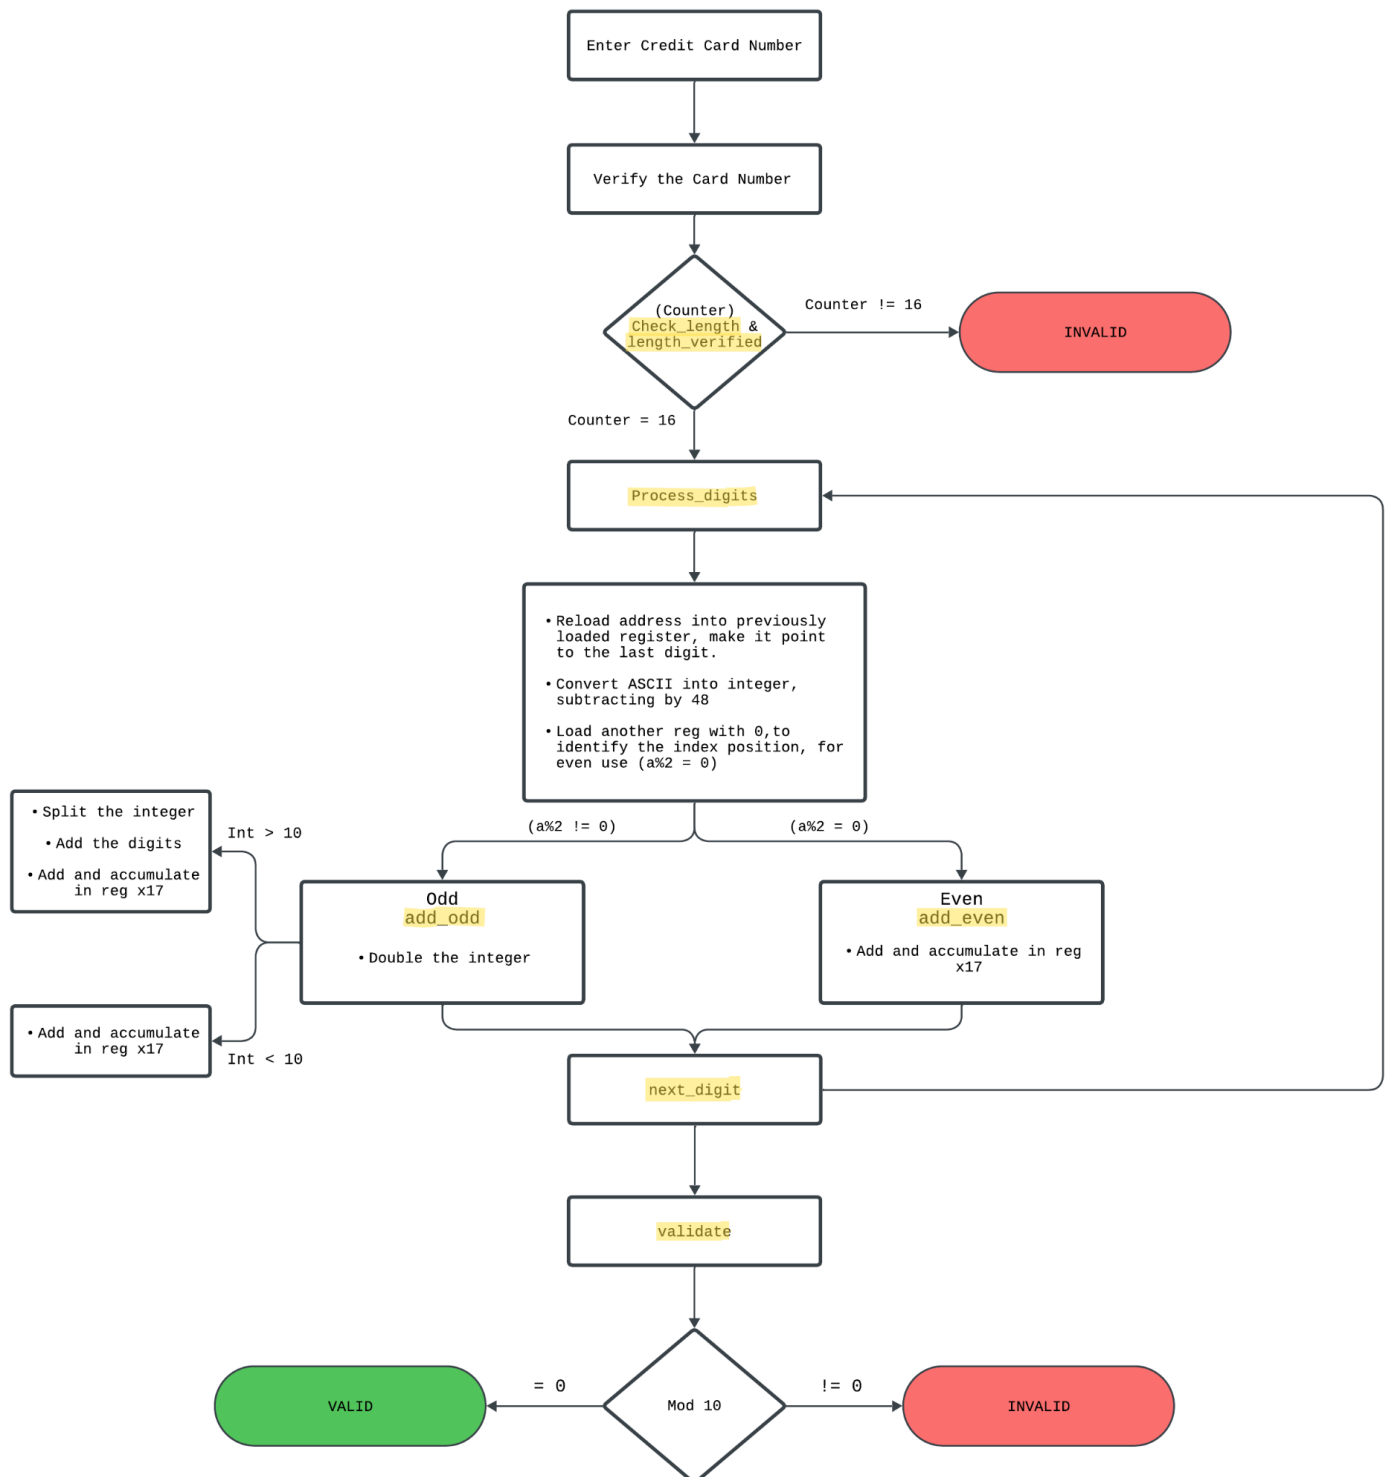 Enter Credit Card Number
Verify the Card Number
(Counter)
Check_length &
length_verified
Counter != 16
INVALID
Counter = 16
Process_digits
• Reload address into previously
loaded register, make it point
to the last digit.
• Convert ASCII into integer,
subtracting by 48
• Load another reg with 0,to
identify the index position, for
even use (a%2 = 0)
(a%2 != 0)
(a%2 = 0)
• Split the integer
• Add the digits
• Add and accumulate
in reg x17
Int > 10
Odd
add_odd
• Double the integer
Even
add_even
• Add and accumulate in reg
x17
• Add and accumulate
in reg x17
Int < 10
next_digit
validate
Mod 10
= 0
VALID
!= 0
INVALID